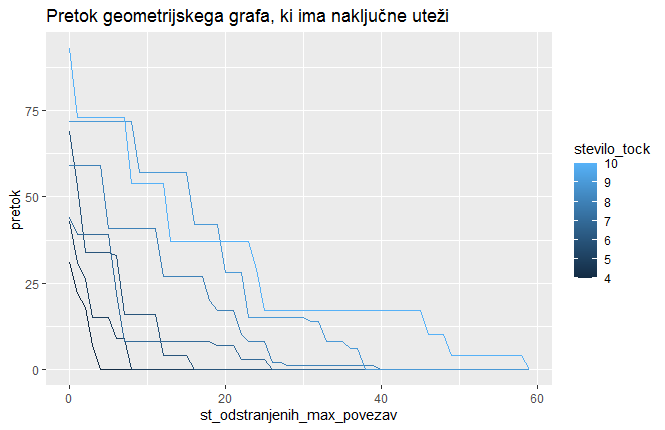 Pretok geometrijskega grafa, ki ima naključne uteži
pretok
75
50
25
0
0 20 40 60
st_odstranjenih_max_povezav
stevilo_tock
10
9
8
7
6
5
4